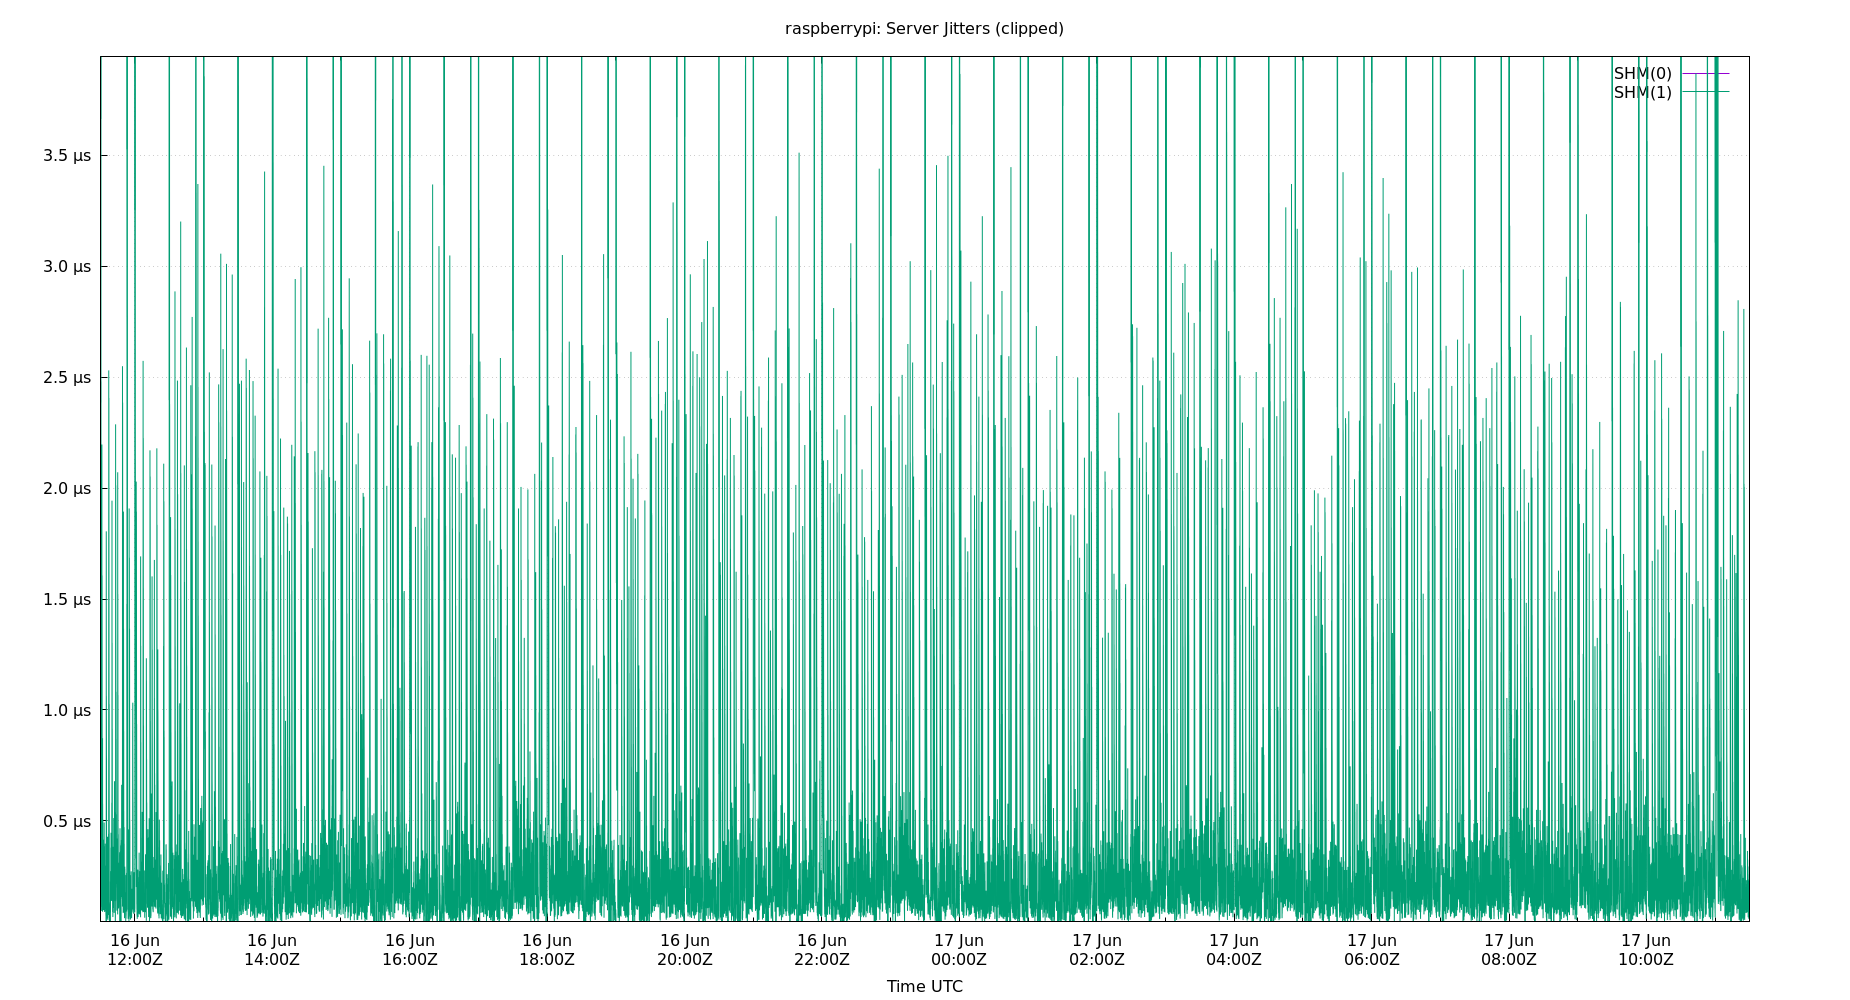 raspberrypi: Server Jitters (clipped)
SHM(0)
SHM(1)
3.5 µs
3.0 µs
2.5 µs
2.0 µs
1.5 µs
1.0 µs
0.5 µs
16 Jun 16 Jun 16 Jun 16 Jun 16 Jun 16 Jun 17 Jun 17 Jun 17 Jun 17 Jun 17 Jun 17 Jun
12:00Z 14:00Z 16:00Z 18:00Z 20:00Z 22:00Z 00:00Z 02:00Z 04:00Z 06:00Z 08:00Z 10:00Z
Time UTC